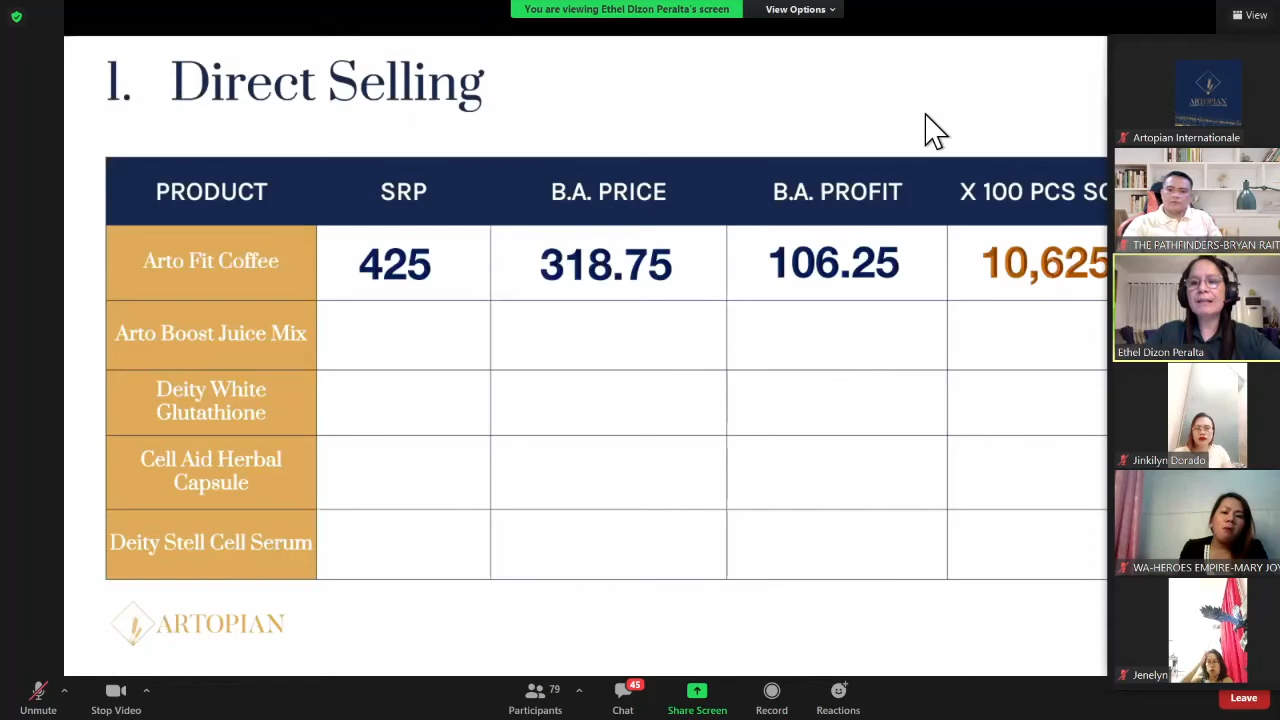 You are viewing Ethel Dizon Peralta's screen
View Options
View
1. Direct Selling
PRODUCT SRP B.A. PRICE B.A. PROFIT X 100 PCS SO
Arto Fit Coffee 425 318.75 106.25 10,625
Arto Boost Juice Mix
Deity White
Glutathione
Cell Aid Herbal
Capsule
Deity Stell Cell Serum
ARTOPIAN
ARTOPIAN
Artopian Internationale
THE PATHFINDERS-BRYAN RAIT
Ethel Dizon Peralta
Jinkilyn Dorado
WA-HEROES EMPIRE-MARY JOY
Jenelyn
Unmute
Stop Video
79
Participants
45
Chat
Share Screen
Record
Reactions
Leave